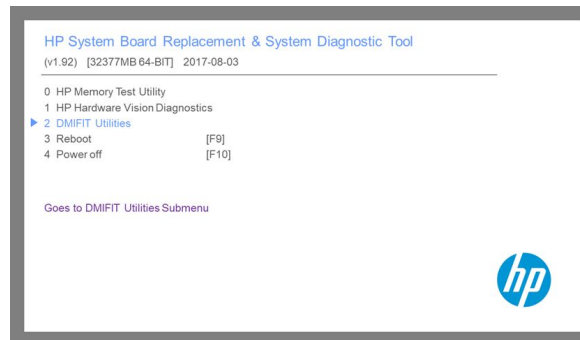 HP System Board Replacement & System Diagnostic Tool
(v1.92) [32377MB 64-BIT] 2017-08-03
0 HP Memory Test Utility
1 HP Hardware Vision Diagnostics
2 DMIFIT Utilities
3 Reboot [F9]
4 Power off [F10]
Goes to DMIFIT Utilities Submenu
hp